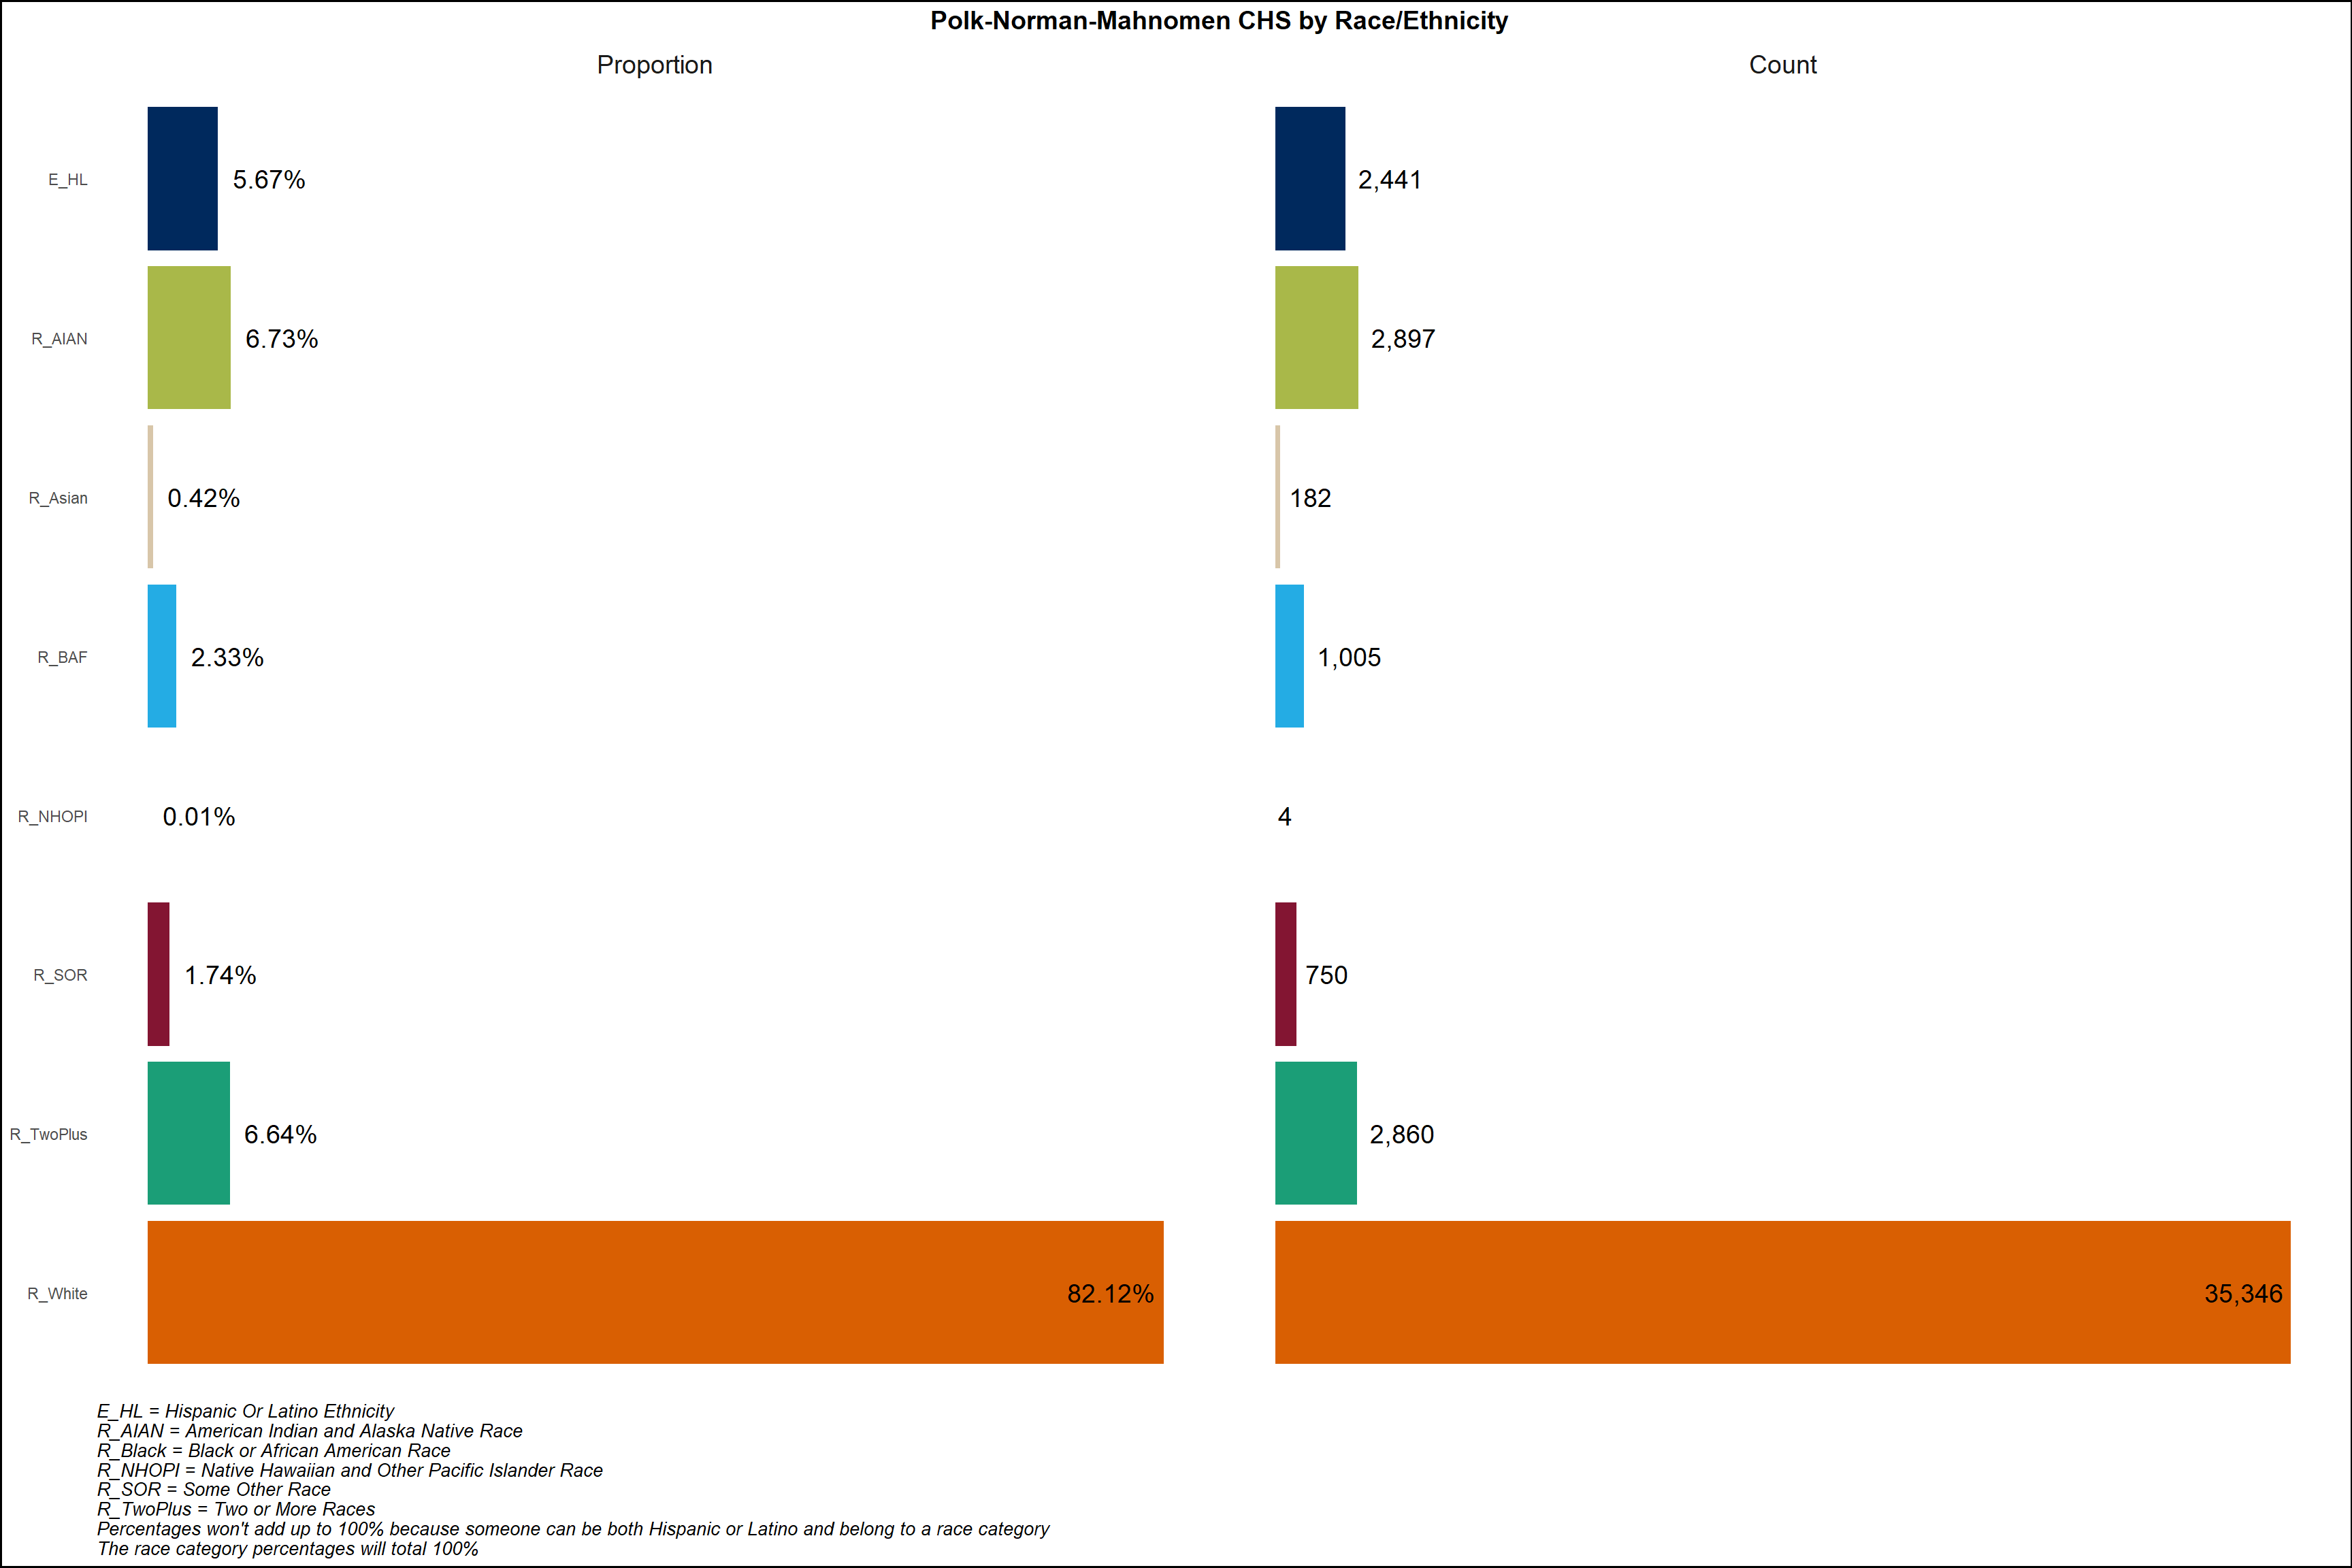 Polk-Norman-Mahnomen CHS by Race/Ethnicity
Proportion
Count
E_HL
5.67%
2,441
R_AIAN
6.73%
2,897
R_Asian
0.42%
182
R_BAF
2.33%
1,005
R_NHOPI
0.01%
4
R_SOR
1.74%
750
R_TwoPlus
6.64%
2,860
R_White
82.12%
35,346
E_HL = Hispanic Or Latino Ethnicity
R_AIAN = American Indian and Alaska Native Race
R_Black = Black or African American Race
R_NHOPI = Native Hawaiian and Other Pacific Islander Race
R_SOR = Some Other Race
R_TwoPlus = Two or More Races
Percentages won't add up to 100% because someone can be both Hispanic or Latino and belong to a race category
The race category percentages will total 100%